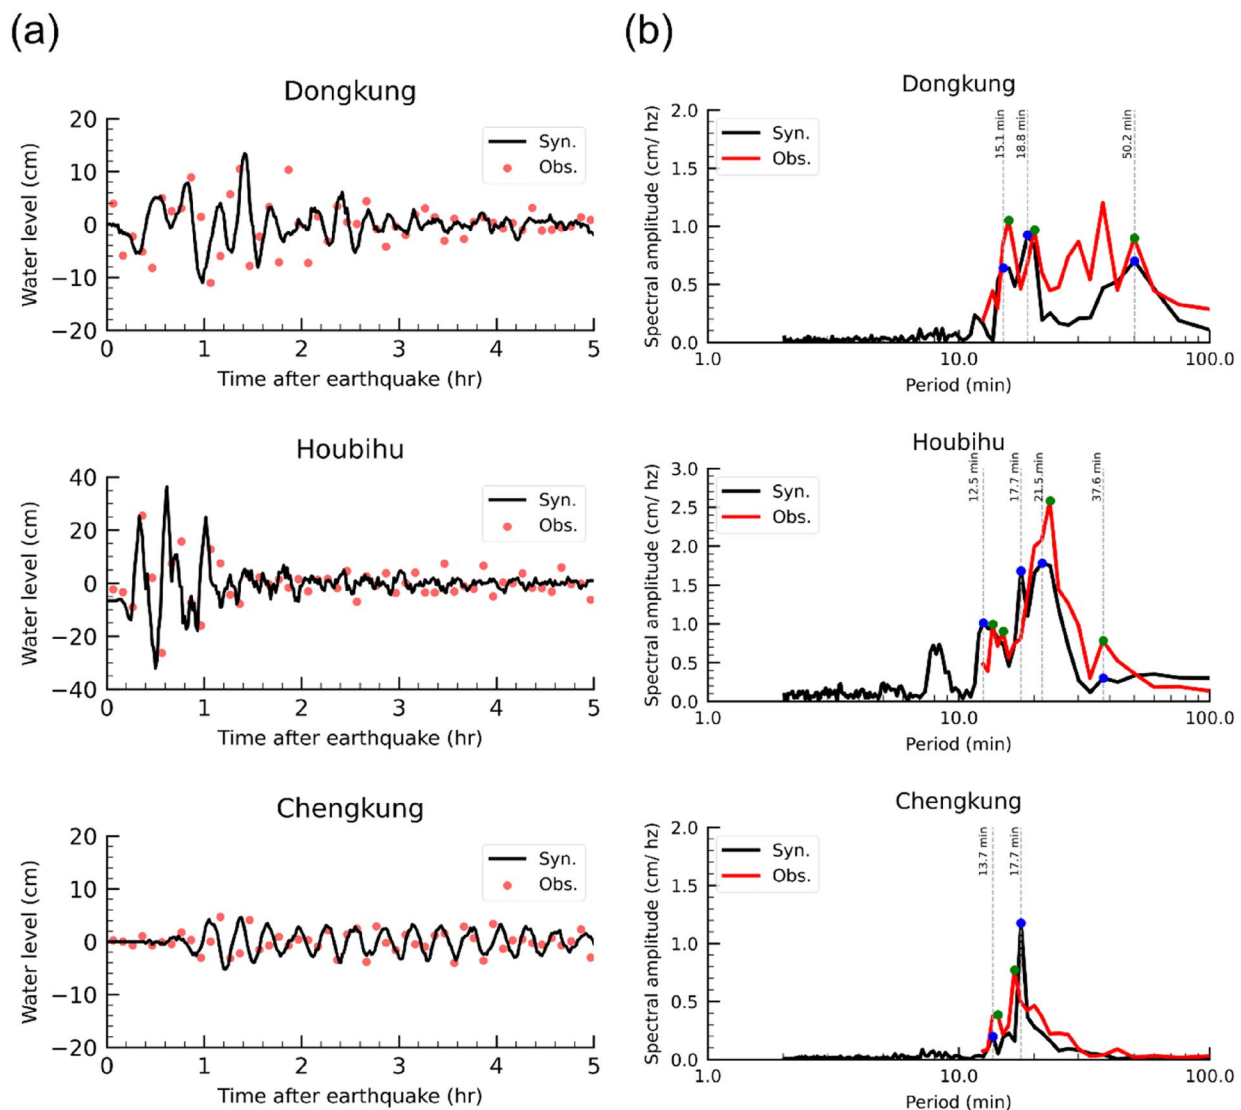 (a)
(b)
Dongkung
Water level (cm)
20
10
0
−10
−20
Syn.
Obs.
0
1
2
3
4
5
Time after earthquake (hr)
Dongkung
Spectral amplitude (cm/ hz)
2.0
1.5
1.0
0.5
0.0
Syn.
Obs.
15.1 min
18.8 min
50.2 min
1.0
10.0
100.0
Period (min)
Houbihu
Water level (cm)
40
20
0
−20
−40
Syn.
Obs.
0
1
2
3
4
5
Time after earthquake (hr)
Houbihu
Spectral amplitude (cm/ hz)
3.0
2.5
2.0
1.5
1.0
0.5
0.0
Syn.
Obs.
12.5 min
17.7 min
21.5 min
37.6 min
1.0
10.0
100.0
Period (min)
Chengkung
Water level (cm)
20
10
0
−10
−20
Syn.
Obs.
0
1
2
3
4
5
Time after earthquake (hr)
Chengkung
Spectral amplitude (cm/ hz)
2.0
1.5
1.0
0.5
0.0
Syn.
Obs.
13.7 min
17.7 min
1.0
10.0
100.0
Period (min)